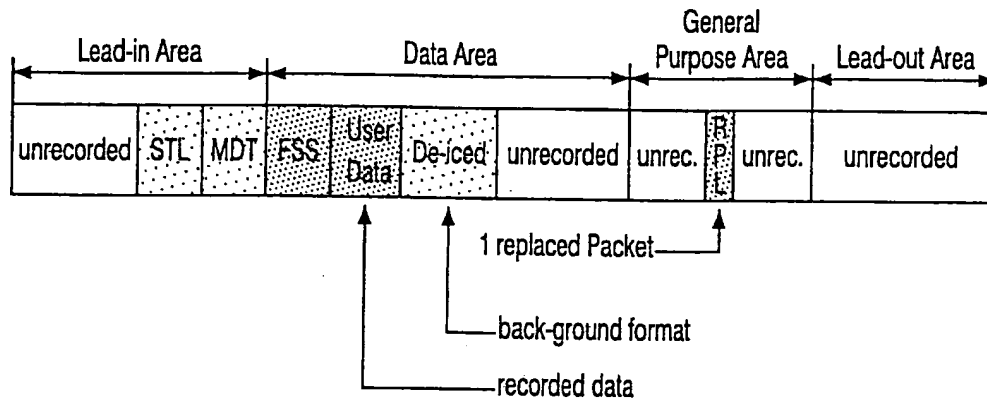 General
Lead-in Area
Data Area
Purpose Area
Lead-out Area
unrecorded
STL
MDT
FSS
User
Data
De-iced
unrecorded
unrec.
R
P
L
unrec.
unrecorded
1 replaced Packet
back-ground format
recorded data